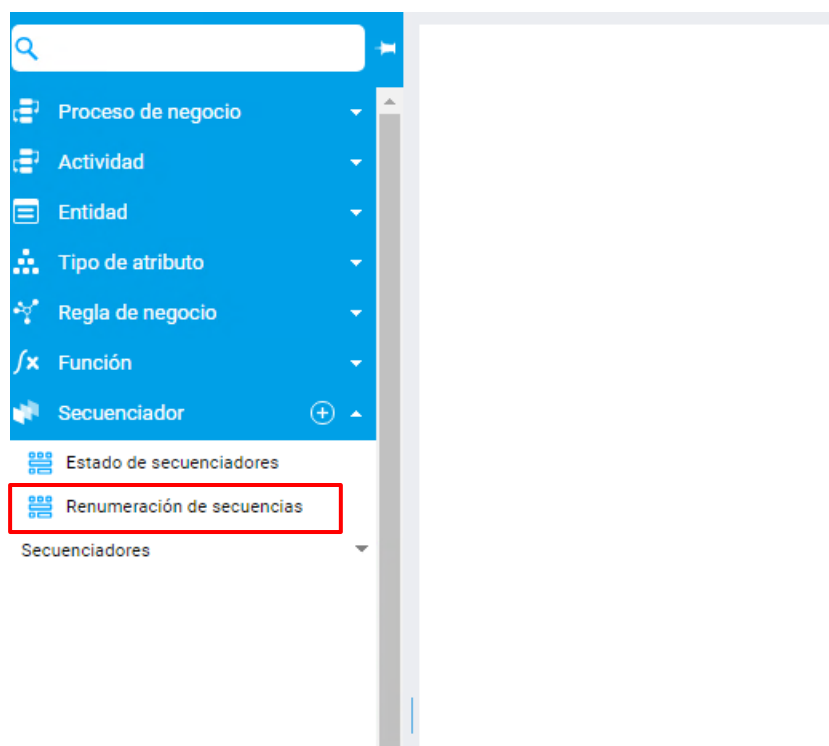 Proceso de negocio
Actividad
Entidad
Tipo de atributo
Regla de negocio
Función
Secuenciador
Estado de secuenciadores
Renumeración de secuencias
Secuenciadores